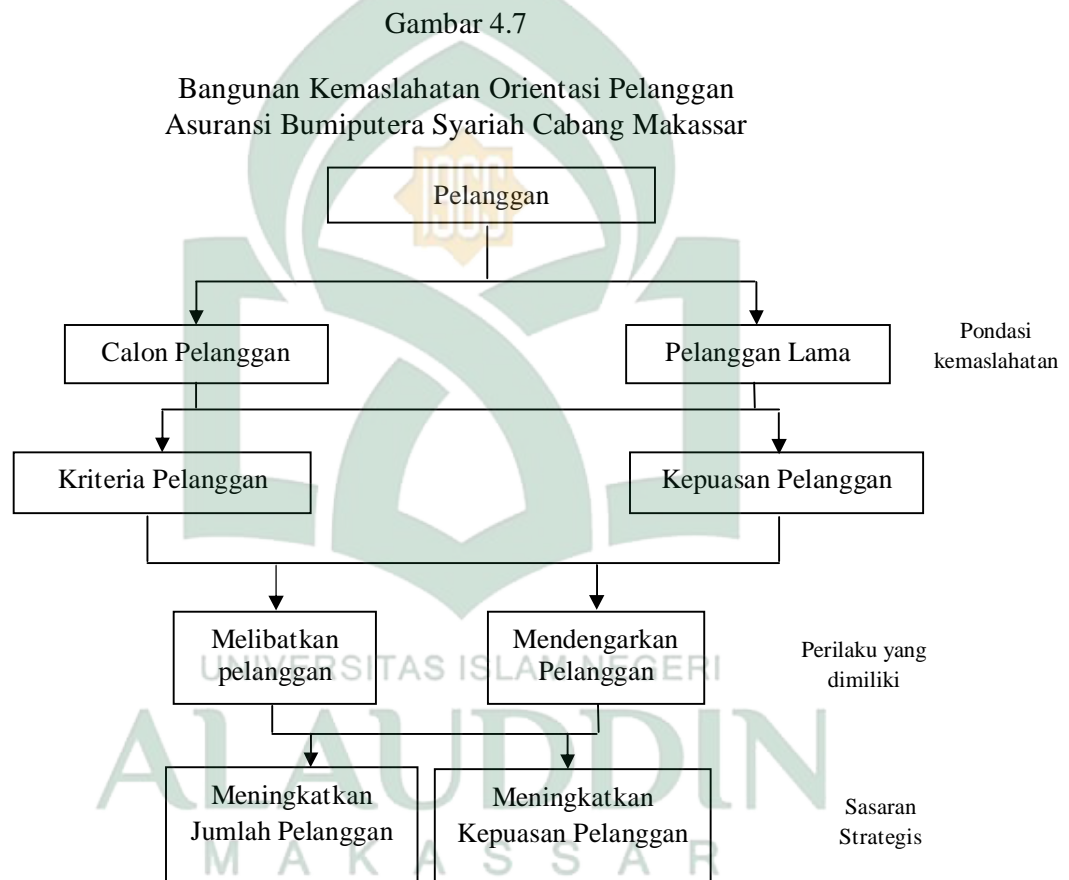 Gambar 4.7
Bangunan Kemaslahatan Orientasi Pelanggan
Asuransi Bumiputera Syariah Cabang Makassar
Pelanggan
Calon Pelanggan
Pelanggan Lama
Pondasi
kemaslahatan
Kriteria Pelanggan
Kepuasan Pelanggan
Melibatkan
pelanggan
Mendengarkan
Pelanggan
Perilaku yang
dimiliki
UNIVERSITAS ISLAM NEGERI
ALAUDDIN
Meningkatkan
Jumlah Pelanggan
Meningkatkan
Kepuasan Pelanggan
Sasaran
Strategis
MAKASSAR